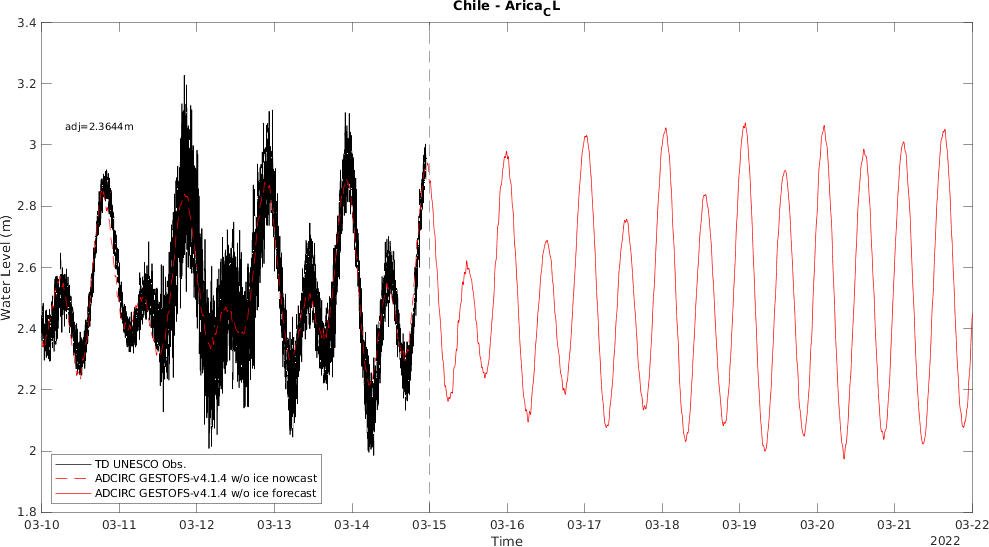 Chile - Arica_CL
3.4
3.2
3
2.8
2.6
2.4
2.2
2
1.8
Water Level (m)
adj=2.3644m
TD UNESCO Obs.
ADCIRC GESTOFS-v4.1.4 w/o ice nowcast
ADCIRC GESTOFS-v4.1.4 w/o ice forecast
03-10 03-11 03-12 03-13 03-14 03-15 03-16 03-17 03-18 03-19 03-20 03-21 03-22
Time
2022